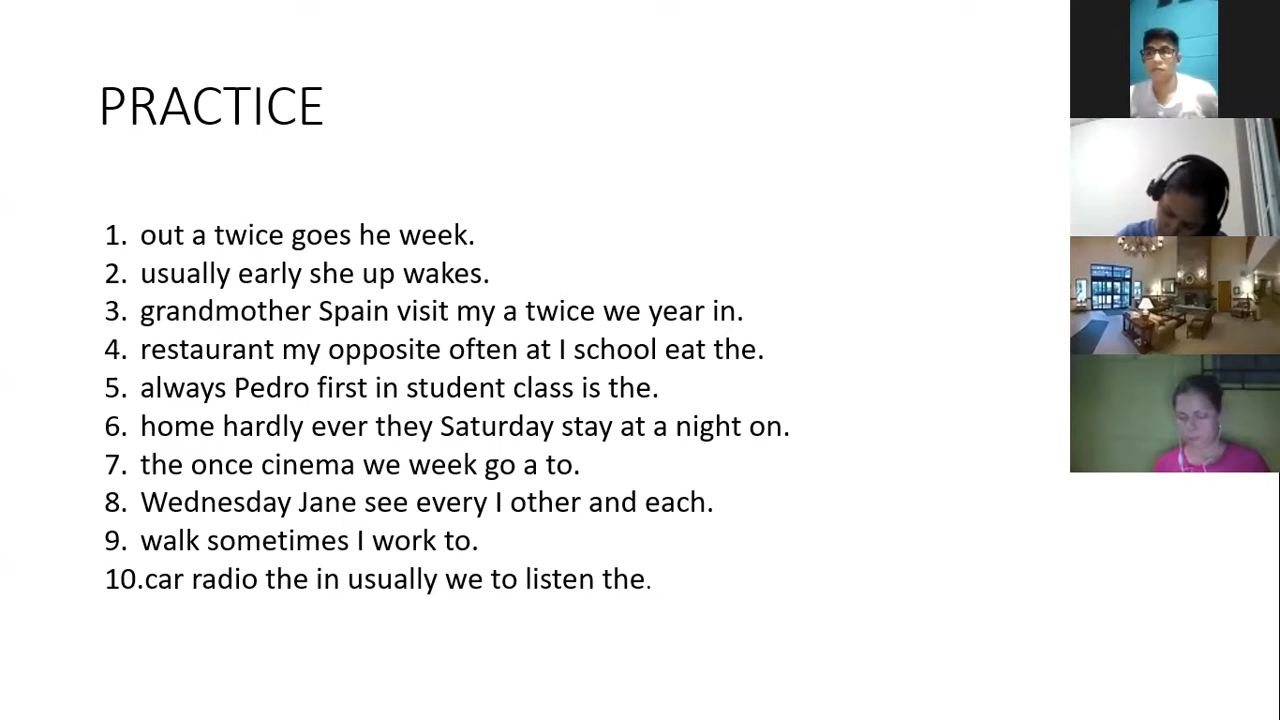 PRACTICE
1. out a twice goes he week.
2. usually early she up wakes.
3. grandmother Spain visit my a twice we year in.
4. restaurant my opposite often at I school eat the.
5. always Pedro first in student class is the.
6. home hardly ever they Saturday stay at a night on.
7. the once cinema we week go a to.
8. Wednesday Jane see every I other and each.
9. walk sometimes I work to.
10.car radio the in usually we to listen the.